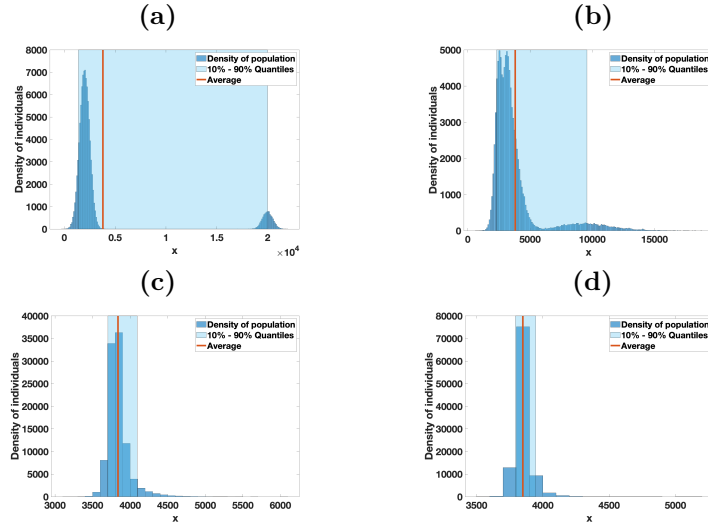 (a)
8000
7000
6000
5000
4000
3000
2000
1000
0
Density of individuals
Density of population
10% - 90% Quantiles
Average
0 0.5 1 1.5 2
× 10^4
x
(b)
5000
4000
3000
2000
1000
0
Density of individuals
Density of population
10% - 90% Quantiles
Average
5000 10000 15000
x
(c)
40000
35000
30000
25000
20000
15000
10000
5000
0
Density of individuals
Density of population
10% - 90% Quantiles
Average
3000 3500 4000 4500 5000 5500 6000
x
(d)
80000
70000
60000
50000
40000
30000
20000
10000
0
Density of individuals
Density of population
10% - 90% Quantiles
Average
3500 4000 4500 5000
x